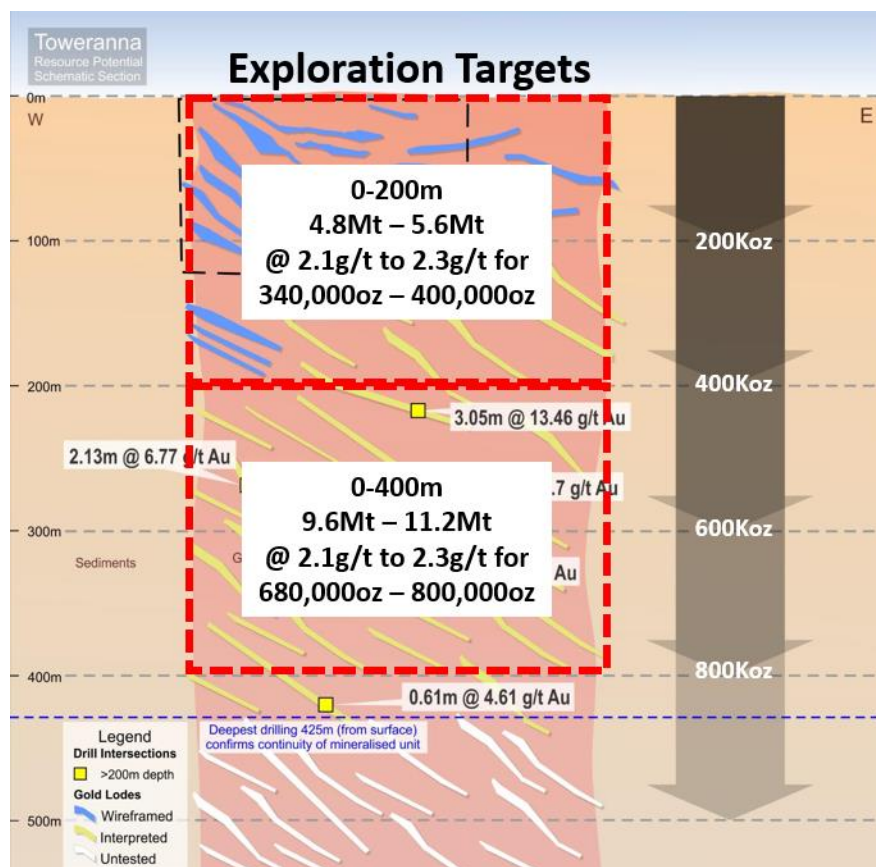 Toweranna
Resource Potential
Schematic Section
Exploration Targets
0m
W
E
0-200m
4.8Mt – 5.6Mt
@ 2.1g/t to 2.3g/t for
340,000oz – 400,000oz
100m
200Koz
200m
400Koz
3.05m @ 13.46 g/t Au
2.13m @ 6.77 g/t Au
.7 g/t Au
0-400m
9.6Mt – 11.2Mt
@ 2.1g/t to 2.3g/t for
680,000oz – 800,000oz
300m
600Koz
Sediments
G
Au
400m
800Koz
0.61m @ 4.61 g/t Au
Deepest drilling 425m (from surface)
confirms continuity of mineralised unit
Legend
Drill Intersections
>200m depth
Gold Lodes
Wireframed
Interpreted
Untested
500m